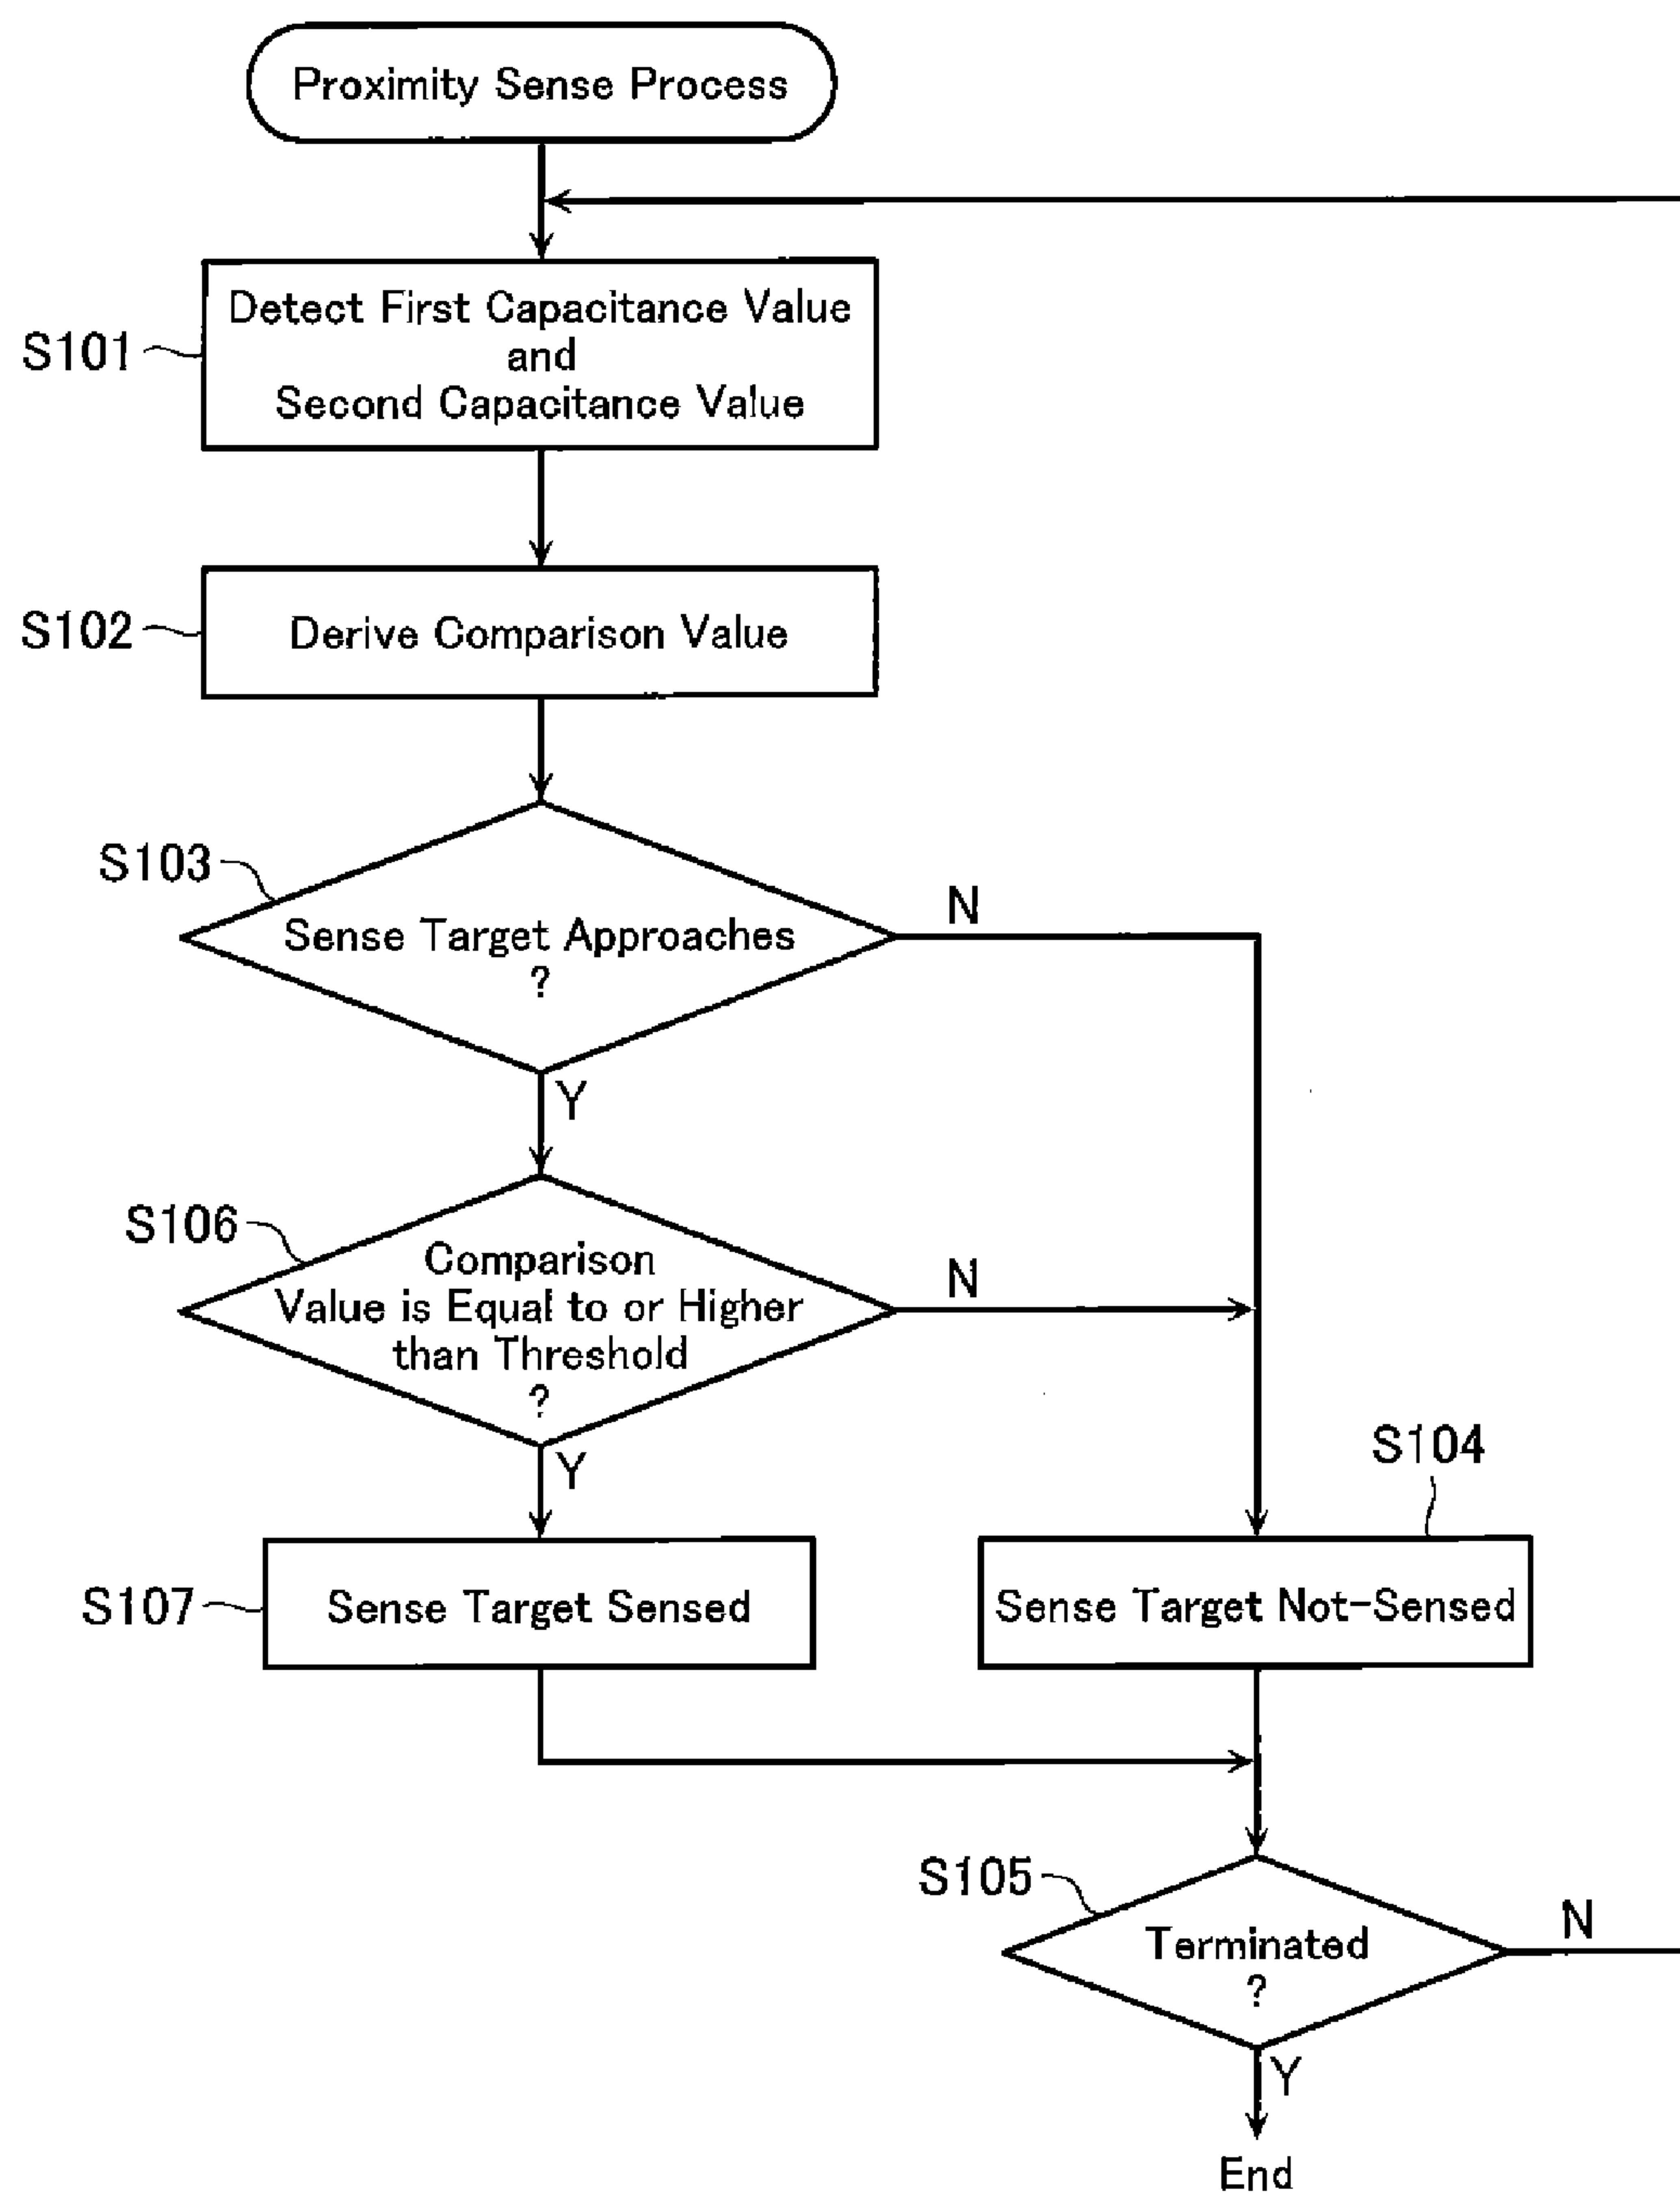 Proximity Sense Process
S101
Detect First Capacitance Value
and
Second Capacitance Value
S102
Derive Comparison Value
S103
Sense Target Approaches
?
N
Y
S106
Comparison
Value is Equal to or Higher
than Threshold
?
N
Y
S107
Sense Target Sensed
S104
Sense Target Not-Sensed
S105
Terminated
?
N
Y
End